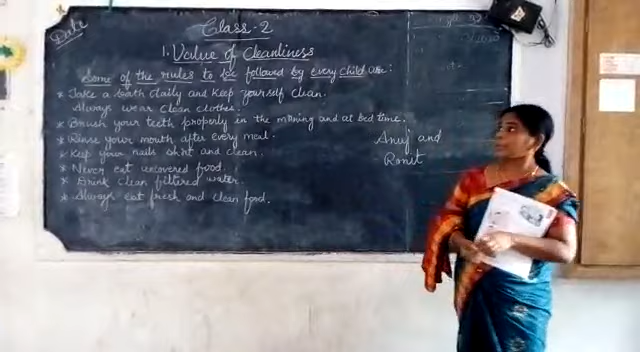 Date
Class-2
1. Value of Cleanliness
Some of the rules to be followed by every child are:
* Take a bath daily and keep yourself clean.
Always wear clean clothes.
* Brush your teeth properly in the morning and at bed time.
* Rinse your mouth after every meal.
* Keep your nails short and clean.
* Never eat uncovered food.
* Drink clean filtered water.
* Always eat fresh and clean food.
Anuj and
Ronit